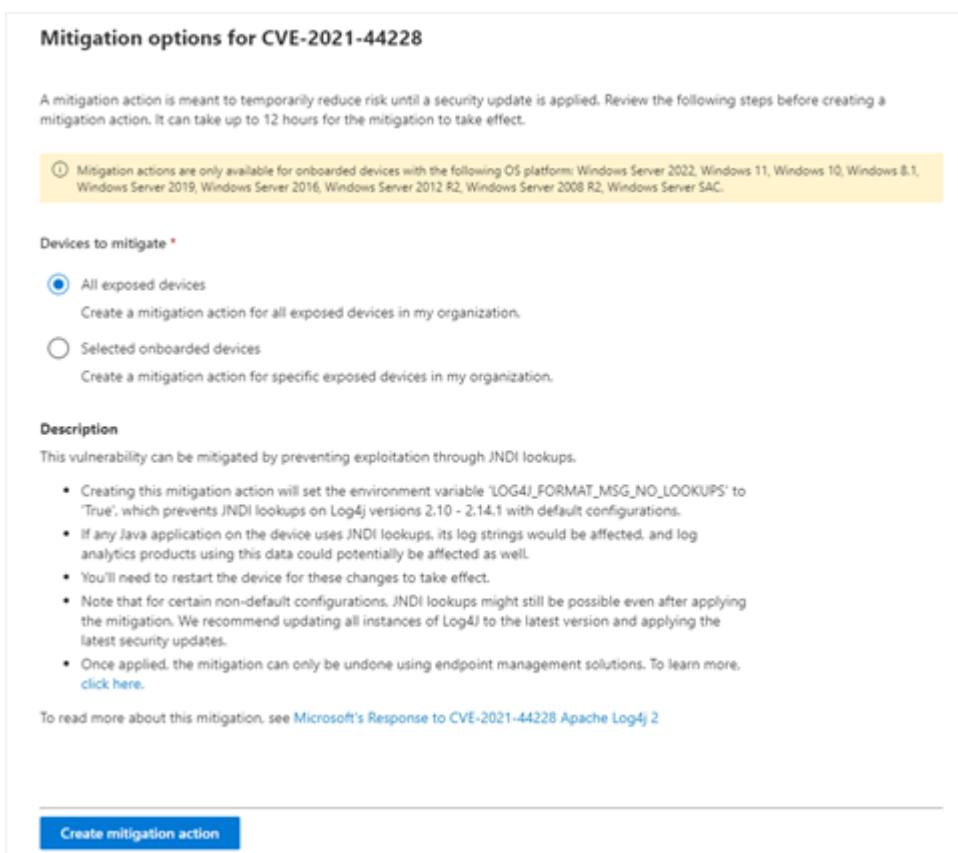 Mitigation options for CVE-2021-44228
A mitigation action is meant to temporarily reduce risk until a security update is applied. Review the following steps before creating a
mitigation action. It can take up to 12 hours for the mitigation to take effect.
Mitigation actions are only available for onboarded devices with the following OS platform: Windows Server 2022, Windows 11, Windows 10, Windows 8.1,
Windows Server 2019, Windows Server 2016, Windows Server 2012 R2, Windows Server 2008 R2, Windows Server SAC.
Devices to mitigate *
All exposed devices
Create a mitigation action for all exposed devices in my organization.
Selected onboarded devices
Create a mitigation action for specific exposed devices in my organization.
Description
This vulnerability can be mitigated by preventing exploitation through JNDI lookups.
• Creating this mitigation action will set the environment variable 'LOG4J_FORMAT_MSG_NO_LOOKUPS' to
'True', which prevents JNDI lookups on Log4j versions 2.10 - 2.14.1 with default configurations.
• If any Java application on the device uses JNDI lookups, its log strings would be affected, and log
analytics products using this data could potentially be affected as well.
• You'll need to restart the device for these changes to take effect.
• Note that for certain non-default configurations, JNDI lookups might still be possible even after applying
the mitigation. We recommend updating all instances of Log4J to the latest version and applying the
latest security updates.
• Once applied, the mitigation can only be undone using endpoint management solutions. To learn more,
click here.
To read more about this mitigation, see Microsoft's Response to CVE-2021-44228 Apache Log4j 2
Create mitigation action